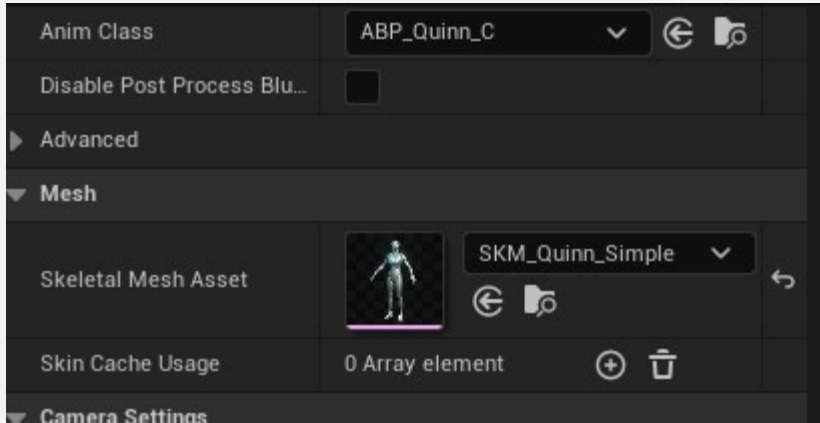 Anim Class ABP_Quinn_C
Disable Post Process Blu...
Advanced
Mesh
SKM_Quinn_Simple
Skeletal Mesh Asset
Skin Cache Usage 0 Array element
Camera Settings